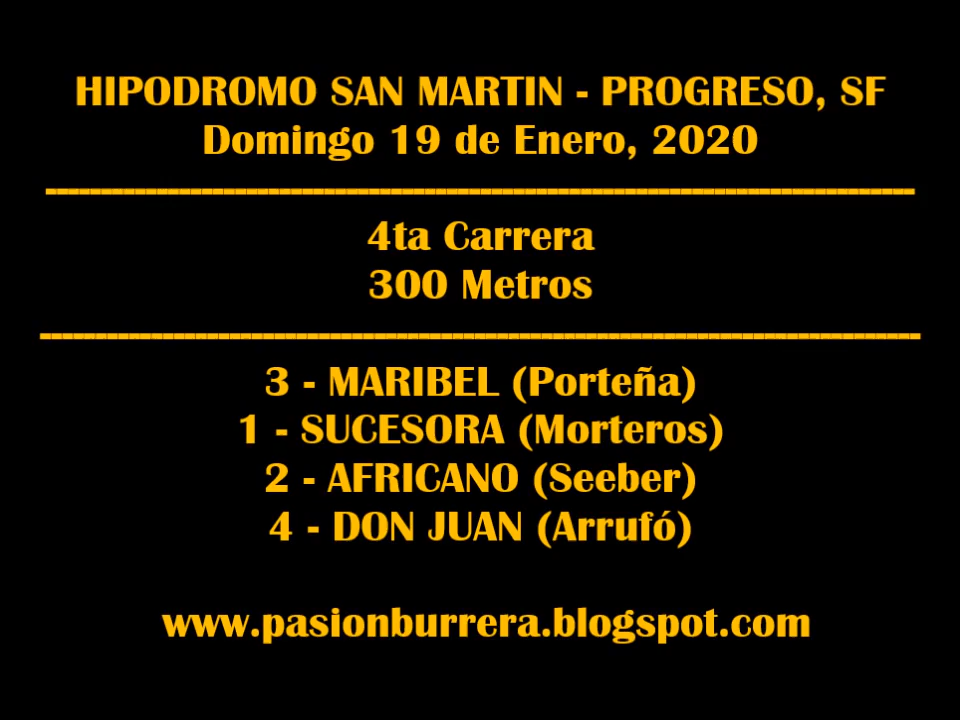 HIPODROMO SAN MARTIN - PROGRESO, SF
Domingo 19 de Enero, 2020
--------------------------------------------------------------------------------
4ta Carrera
300 Metros
--------------------------------------------------------------------------------
3 - MARIBEL (Porteña)
1 - SUCESORA (Morteros)
2 - AFRICANO (Seeber)
4 - DON JUAN (Arrufó)
www.pasionburrera.blogspot.com